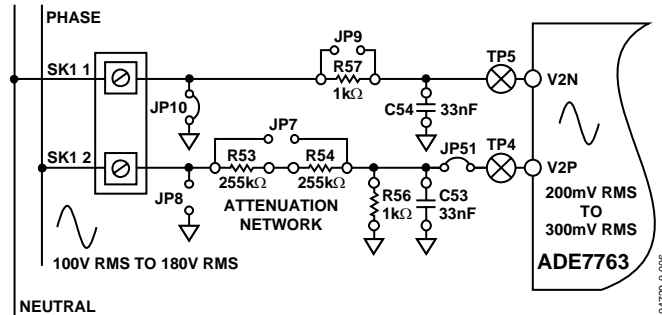 PHASE
JP9
TP5
SK1 1
R57
V2N
JP10
1kΩ
C54
33nF
JP7
JP51
TP4
SK1 2
R53
R54
V2P
255kΩ
255kΩ
JP8
ATTENUATION
NETWORK
R56
1kΩ
C53
33nF
200mV RMS
TO
300mV RMS
100V RMS TO 180V RMS
ADE7763
NEUTRAL